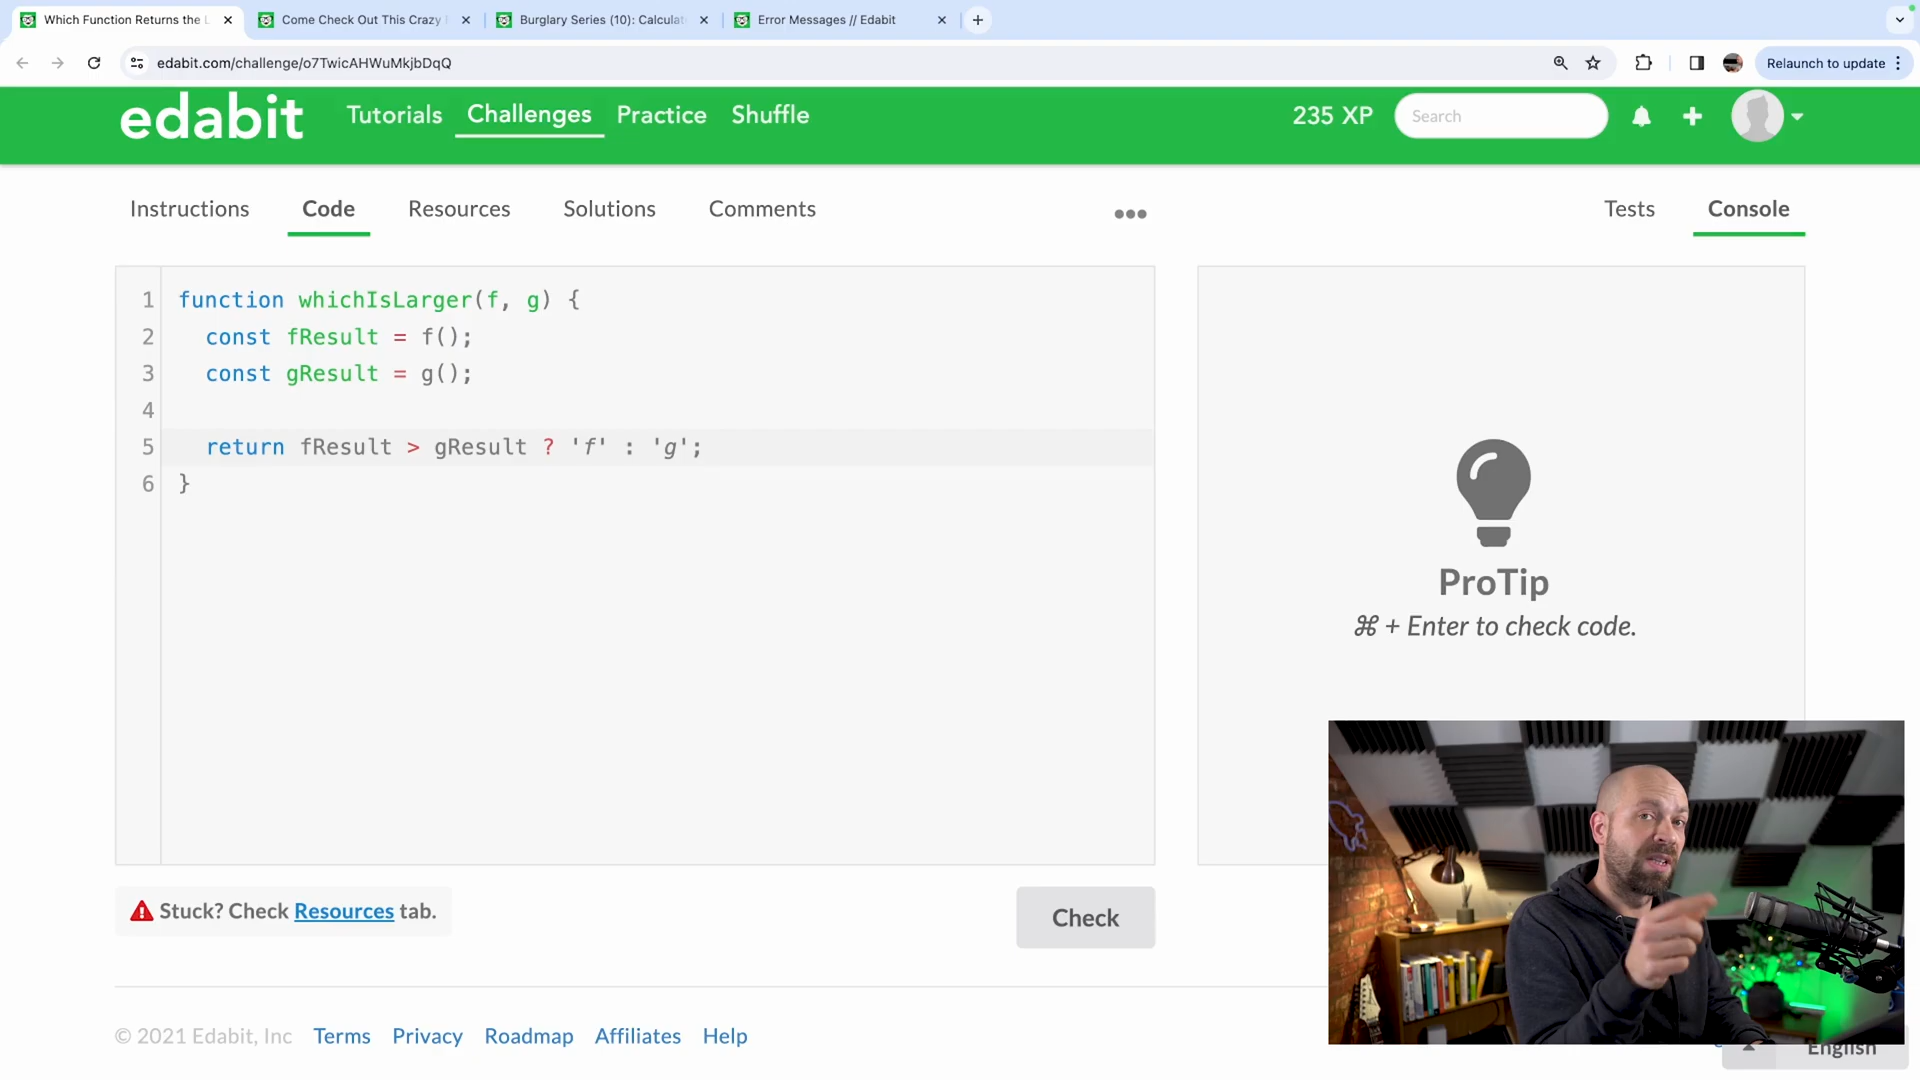 Which Function Returns the L
Come Check Out This Crazy
Burglary Series (10): Calculat
Error Messages // Edabit
edabit.com/challenge/o7TwicAHWuMkjbDqQ
Relaunch to update
edabit
Tutorials
Challenges
Practice
Shuffle
235 XP
Search
Instructions
Code
Resources
Solutions
Comments
Tests
Console
1 function whichIsLarger(f, g) {
2 const fResult = f();
3 const gResult = g();
4
5 return fResult > gResult ? 'f' : 'g';
6 }
ProTip
⌘ + Enter to check code.
Stuck? Check Resources tab.
Check
© 2021 Edabit, Inc
Terms
Privacy
Roadmap
Affiliates
Help
English